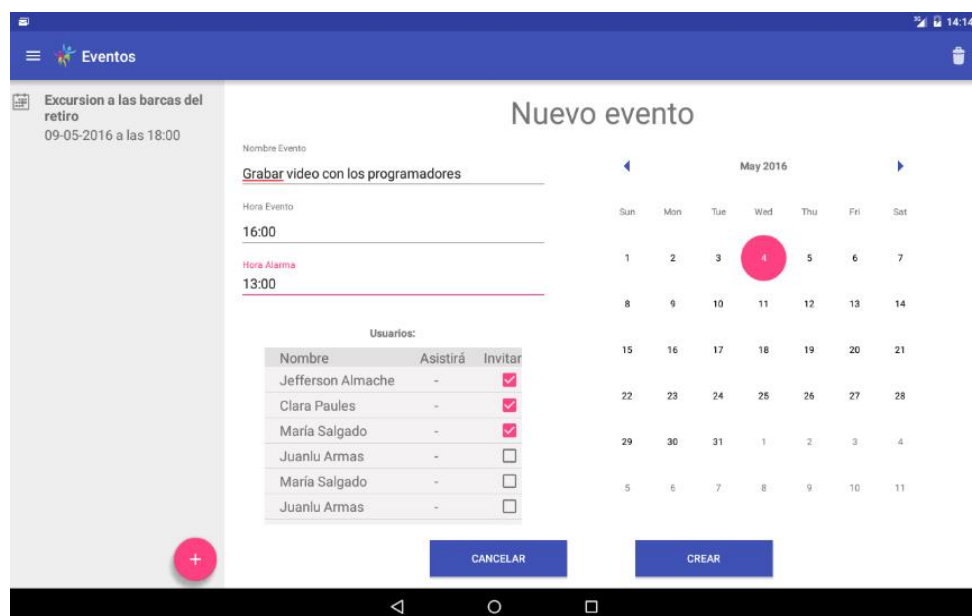 3G 14:14
Eventos
Excursion a las barcas del
retiro
09-05-2016 a las 18:00
Nuevo evento
Nombre Evento
Grabar video con los programadores
Hora Evento
16:00
Hora Alarma
13:00
Usuarios:
Nombre Asistirá Invitar
Jefferson Almache -
Clara Paules -
María Salgado -
Juanlu Armas -
María Salgado -
Juanlu Armas -
May 2016
Sun Mon Tue Wed Thu Fri Sat
1 2 3 4 5 6 7
8 9 10 11 12 13 14
15 16 17 18 19 20 21
22 23 24 25 26 27 28
29 30 31 1 2 3 4
5 6 7 8 9 10 11
+
CANCELAR CREAR